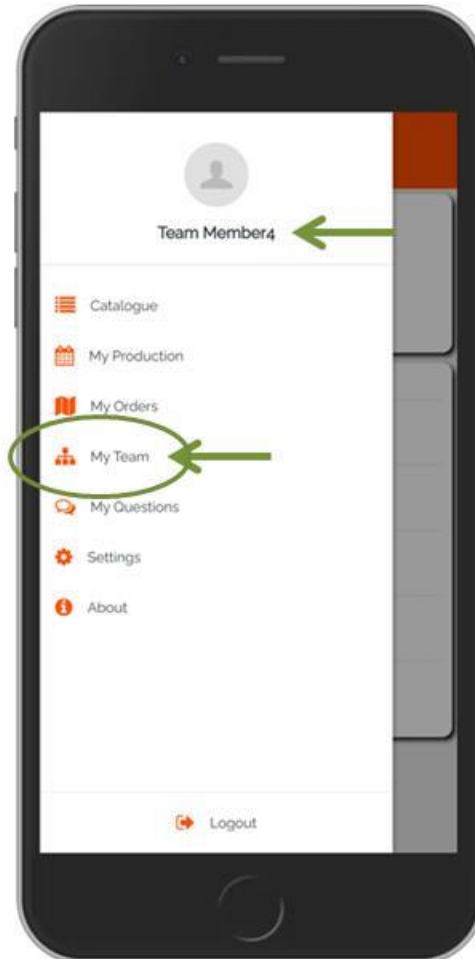 Team Member4
Catalogue
My Production
My Orders
My Team
My Questions
Settings
About
Logout